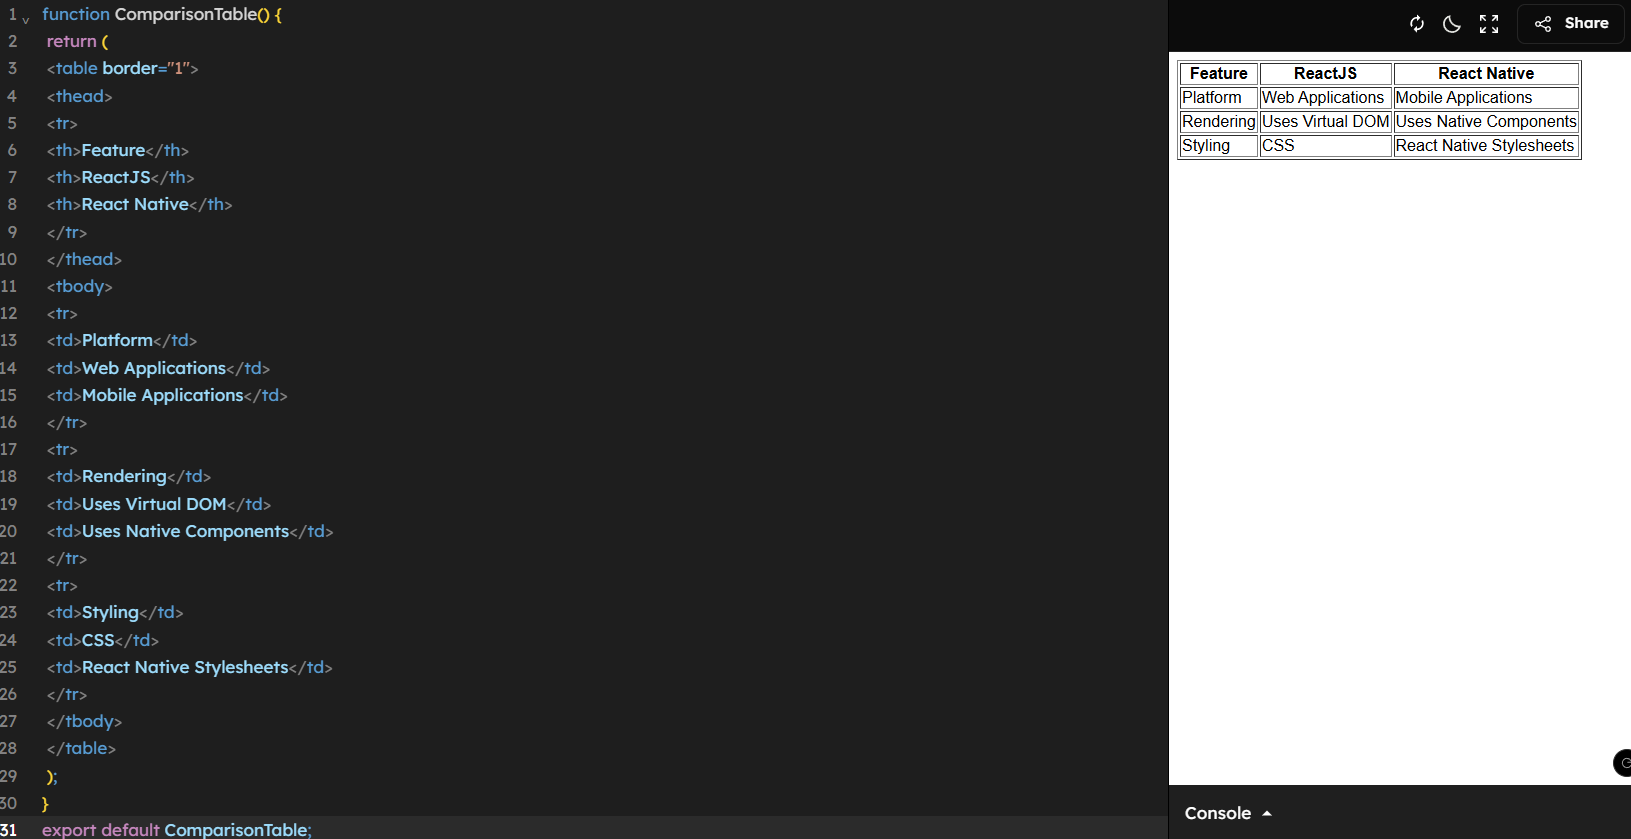 1 function ComparisonTable() {
2 return (
3 <table border="1">
4 <thead>
5 <tr>
6 <th>Feature</th>
7 <th>ReactJS</th>
8 <th>React Native</th>
9 </tr>
10 </thead>
11 <tbody>
12 <tr>
13 <td>Platform</td>
14 <td>Web Applications</td>
15 <td>Mobile Applications</td>
16 </tr>
17 <tr>
18 <td>Rendering</td>
19 <td>Uses Virtual DOM</td>
20 <td>Uses Native Components</td>
21 </tr>
22 <tr>
23 <td>Styling</td>
24 <td>CSS</td>
25 <td>React Native Stylesheets</td>
26 </tr>
27 </tbody>
28 </table>
29 );
30 }
31 export default ComparisonTable;
Share
Feature ReactJS React Native
Platform Web Applications Mobile Applications
Rendering Uses Virtual DOM Uses Native Components
Styling CSS React Native Stylesheets
Console